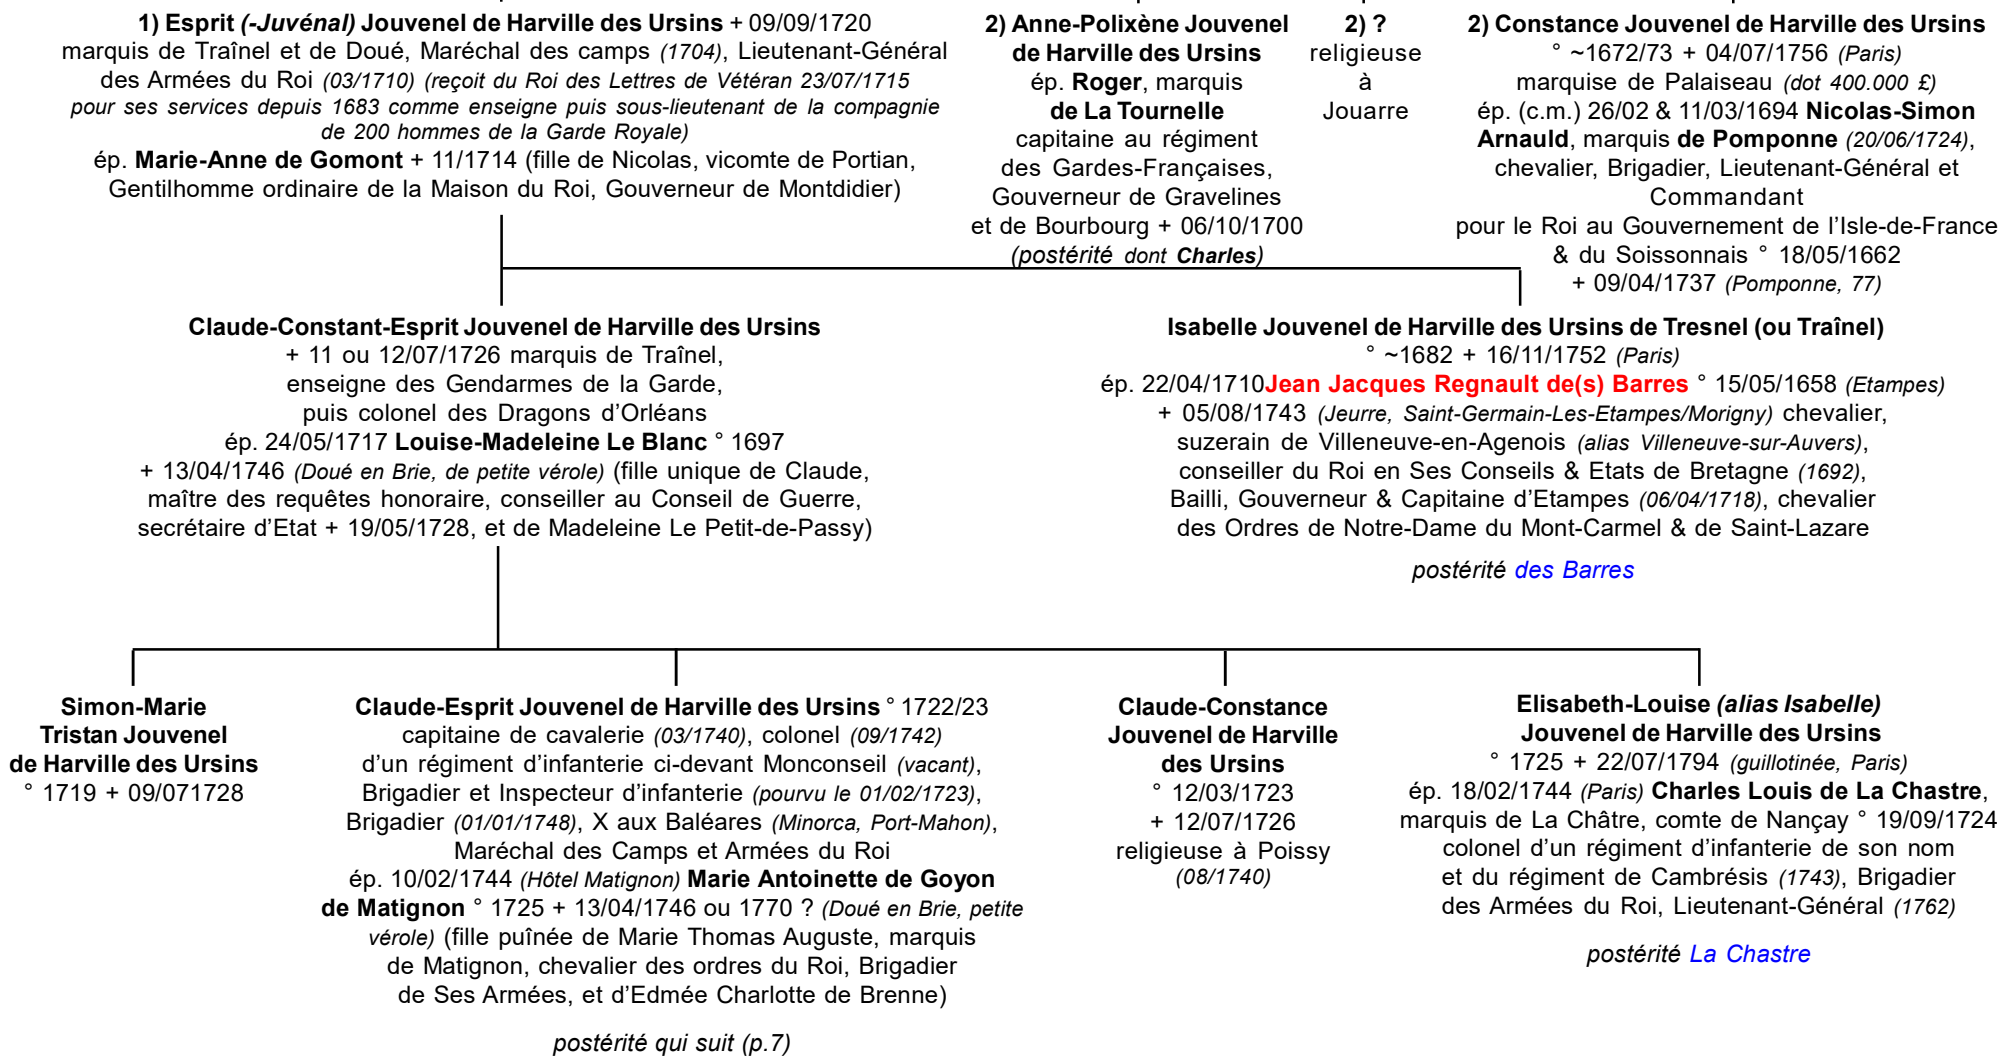 1) Esprit (-Juvénal) Jouvenel de Harville des Ursins + 09/09/1720
marquis de Traînel et de Doué, Maréchal des camps (1704), Lieutenant-Général
des Armées du Roi (03/1710) (reçoit du Roi des Lettres de Vétéran 23/07/1715
pour ses services depuis 1683 comme enseigne puis sous-lieutenant de la compagnie
de 200 hommes de la Garde Royale)
ép. Marie-Anne de Gomont + 11/1714 (fille de Nicolas, vicomte de Portian,
Gentilhomme ordinaire de la Maison du Roi, Gouverneur de Montdidier)
2) Anne-Polixène Jouvenel
de Harville des Ursins
ép. Roger, marquis
de La Tournelle
capitaine au régiment
des Gardes-Françaises,
Gouverneur de Gravelines
et de Bourbourg + 06/10/1700
(postérité dont Charles)
2) ?
religieuse
à
Jouarre
2) Constance Jouvenel de Harville des Ursins
° ~1672/73 + 04/07/1756 (Paris)
marquise de Palaiseau (dot 400.000 £)
ép. (c.m.) 26/02 & 11/03/1694 Nicolas-Simon
Arnauld, marquis de Pomponne (20/06/1724),
chevalier, Brigadier, Lieutenant-Général et
Commandant
pour le Roi au Gouvernement de l'Isle-de-France
& du Soissonnais ° 18/05/1662
+ 09/04/1737 (Pomponne, 77)
Claude-Constant-Esprit Jouvenel de Harville des Ursins
+ 11 ou 12/07/1726 marquis de Traînel,
enseigne des Gendarmes de la Garde,
puis colonel des Dragons d'Orléans
ép. 24/05/1717 Louise-Madeleine Le Blanc ° 1697
+ 13/04/1746 (Doué en Brie, de petite vérole) (fille unique de Claude,
maître des requêtes honoraire, conseiller au Conseil de Guerre,
secrétaire d'Etat + 19/05/1728, et de Madeleine Le Petit-de-Passy)
Isabelle Jouvenel de Harville des Ursins de Tresnel (ou Traînel)
° ~1682 + 16/11/1752 (Paris)
ép. 22/04/1710Jean Jacques Regnault de(s) Barres ° 15/05/1658 (Etampes)
+ 05/08/1743 (Jeurre, Saint-Germain-Les-Etampes/Morigny) chevalier,
suzerain de Villeneuve-en-Agenois (alias Villeneuve-sur-Auvers),
conseiller du Roi en Ses Conseils & Etats de Bretagne (1692),
Bailli, Gouverneur & Capitaine d'Etampes (06/04/1718), chevalier
des Ordres de Notre-Dame du Mont-Carmel & de Saint-Lazare
postérité des Barres
Simon-Marie
Tristan Jouvenel
de Harville des Ursins
° 1719 + 09/071728
Claude-Esprit Jouvenel de Harville des Ursins ° 1722/23
capitaine de cavalerie (03/1740), colonel (09/1742)
d'un régiment d'infanterie ci-devant Monconseil (vacant),
Brigadier et Inspecteur d'infanterie (pourvu le 01/02/1723),
Brigadier (01/01/1748), X aux Baléares (Minorca, Port-Mahon),
Maréchal des Camps et Armées du Roi
ép. 10/02/1744 (Hôtel Matignon) Marie Antoinette de Goyon
de Matignon ° 1725 + 13/04/1746 ou 1770 ? (Doué en Brie, petite
vérole) (fille puînée de Marie Thomas Auguste, marquis
de Matignon, chevalier des ordres du Roi, Brigadier
de Ses Armées, et d'Edmée Charlotte de Brenne)
postérité qui suit (p.7)
Claude-Constance
Jouvenel de Harville
des Ursins
° 12/03/1723
+ 12/07/1726
religieuse à Poissy
(08/1740)
Elisabeth-Louise (alias Isabelle)
Jouvenel de Harville des Ursins
° 1725 + 22/07/1794 (guillotinée, Paris)
ép. 18/02/1744 (Paris) Charles Louis de La Chastre,
marquis de La Châtre, comte de Nançay ° 19/09/1724
colonel d'un régiment d'infanterie de son nom
et du régiment de Cambrésis (1743), Brigadier
des Armées du Roi, Lieutenant-Général (1762)
postérité La Chastre